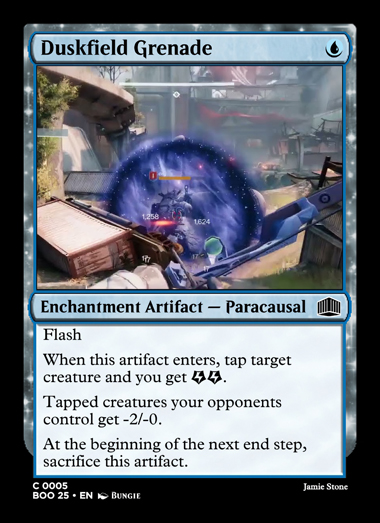 Duskfield Grenade
1,258
1,624
Enchantment Artifact — Paracausal
Flash
When this artifact enters, tap target
creature and you get.
Tapped creatures your opponents
control get -2/-0.
At the beginning of the next end step,
sacrifice this artifact.
C 0005
BOO 25 • EN Bungie
Jamie Stone